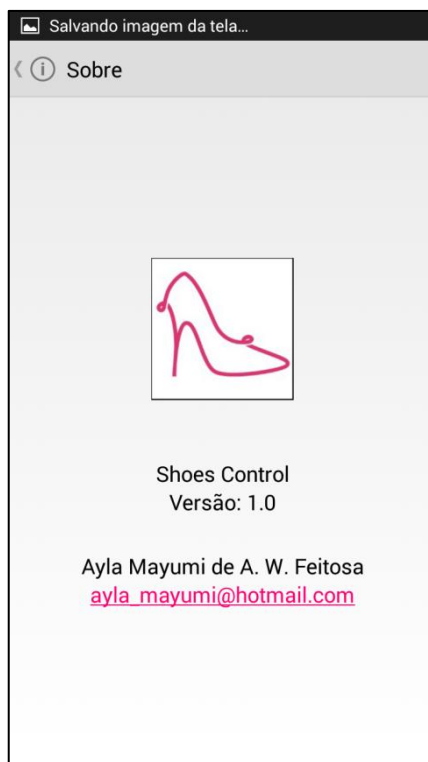 Salvando imagem da tela...
Sobre
Shoes Control
Versão: 1.0
Ayla Mayumi de A. W. Feitosa
ayla_mayumi@hotmail.com